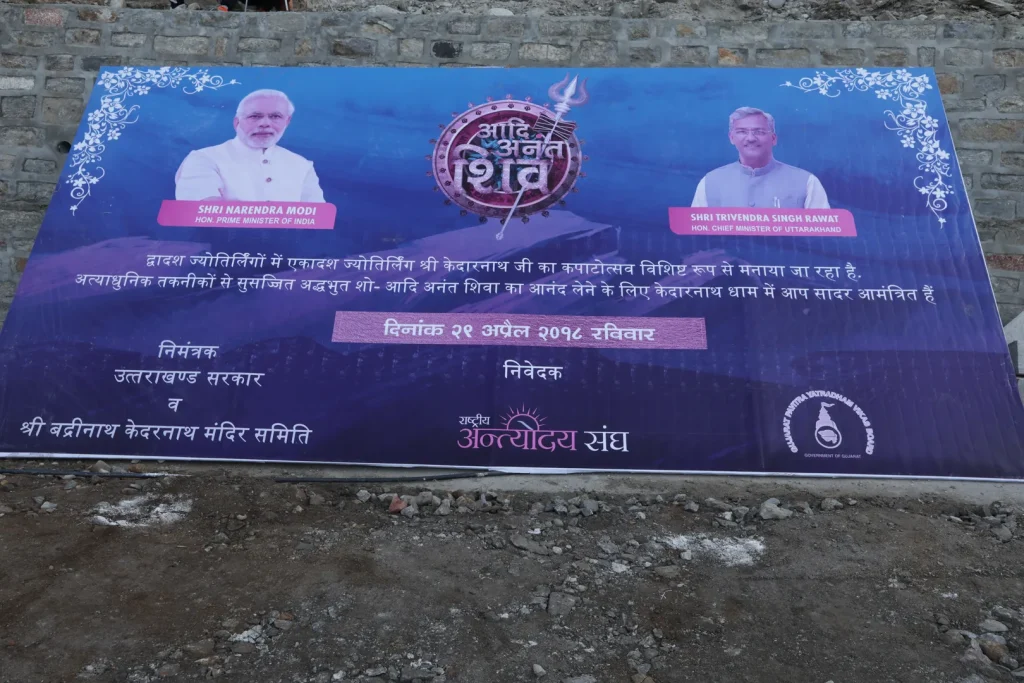 आदि
अनंत
शिव
SHRI NARENDRA MODI
HON. PRIME MINISTER OF INDIA
SHRI TRIVENDRA SINGH RAWAT
HON. CHIEF MINISTER OF UTTARAKHAND
द्वादश ज्योतिर्लिंगों में एकादश ज्योतिर्लिंग श्री केदारनाथ जी का कपाटोत्सव विशिष्ट रूप से मनाया जा रहा है.
अत्याधुनिक तकनीकों से सुसज्जित अद्धभुत शो- आदि अनंत शिवा का आनंद लेने के लिए केदारनाथ धाम में आप सादर आमंत्रित हैं
दिनांक २९ अप्रैल २०१८ रविवार
निमंत्रक
उत्तराखण्ड सरकार
व
श्री बद्रीनाथ केदरनाथ मंदिर समिति
निवेदक
राष्ट्रीय
अन्त्योदय संघ
GUJARAT PAVITRA YATRADHAM VIKAS BOARD
GOVERNMENT OF GUJARAT